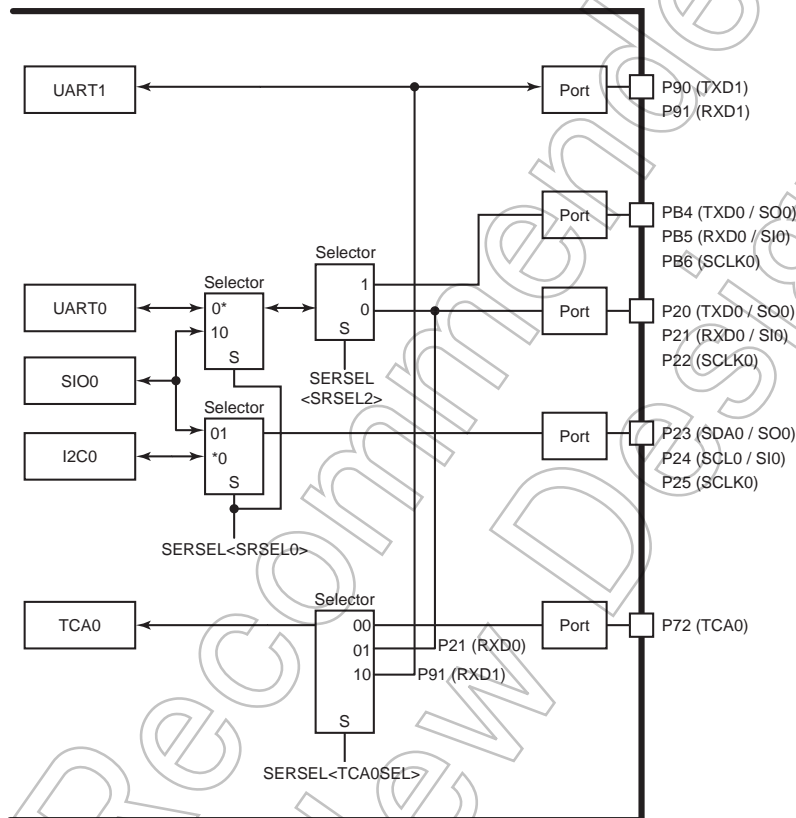 UART1
Port
P90 (TXD1)
P91 (RXD1)
Port
PB4 (TXD0 / SO0)
PB5 (RXD0 / SI0)
PB6 (SCLK0)
Selector
1
0
S
SERSEL
<SRSEL2>
Selector
0*
10
S
UART0
Port
P20 (TXD0 / SO0)
P21 (RXD0 / SI0)
P22 (SCLK0)
SIO0
Selector
01
*0
S
I2C0
Port
P23 (SDA0 / SO0)
P24 (SCL0 / SI0)
P25 (SCLK0)
SERSEL<SRSEL0>
Selector
TCA0
00
01
10
S
P21 (RXD0)
P91 (RXD1)
Port
P72 (TCA0)
SERSEL<TCA0SEL>